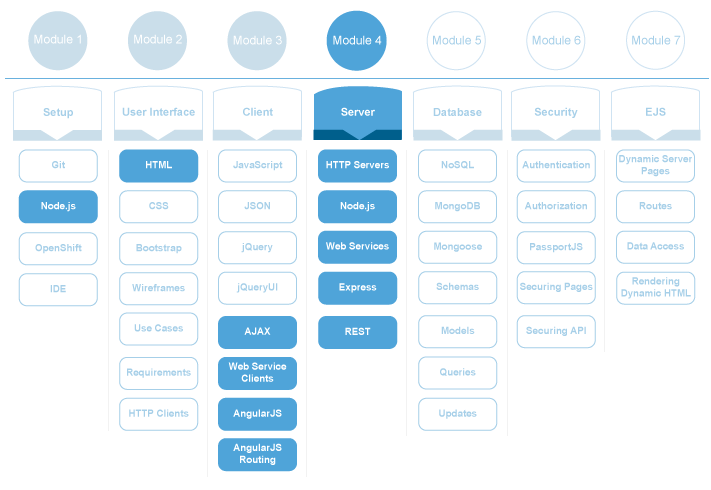 Module 1
Module 2
Module 3
Module 4
Module 5
Module 6
Module 7
Setup
User Interface
Client
Server
Database
Security
EJS
Git
HTML
JavaScript
HTTP Servers
NoSQL
Authentication
Dynamic Server
Pages
Node.js
CSS
JSON
Node.js
MongoDB
Authorization
Routes
OpenShift
Bootstrap
jQuery
Web Services
Mongoose
PassportJS
Data Access
IDE
Wireframes
jQueryUI
Express
Schemas
Securing Pages
Rendering
Dynamic HTML
Use Cases
AJAX
REST
Models
Securing API
Requirements
Web Service
Clients
Queries
HTTP Clients
AngularJS
Updates
AngularJS
Routing